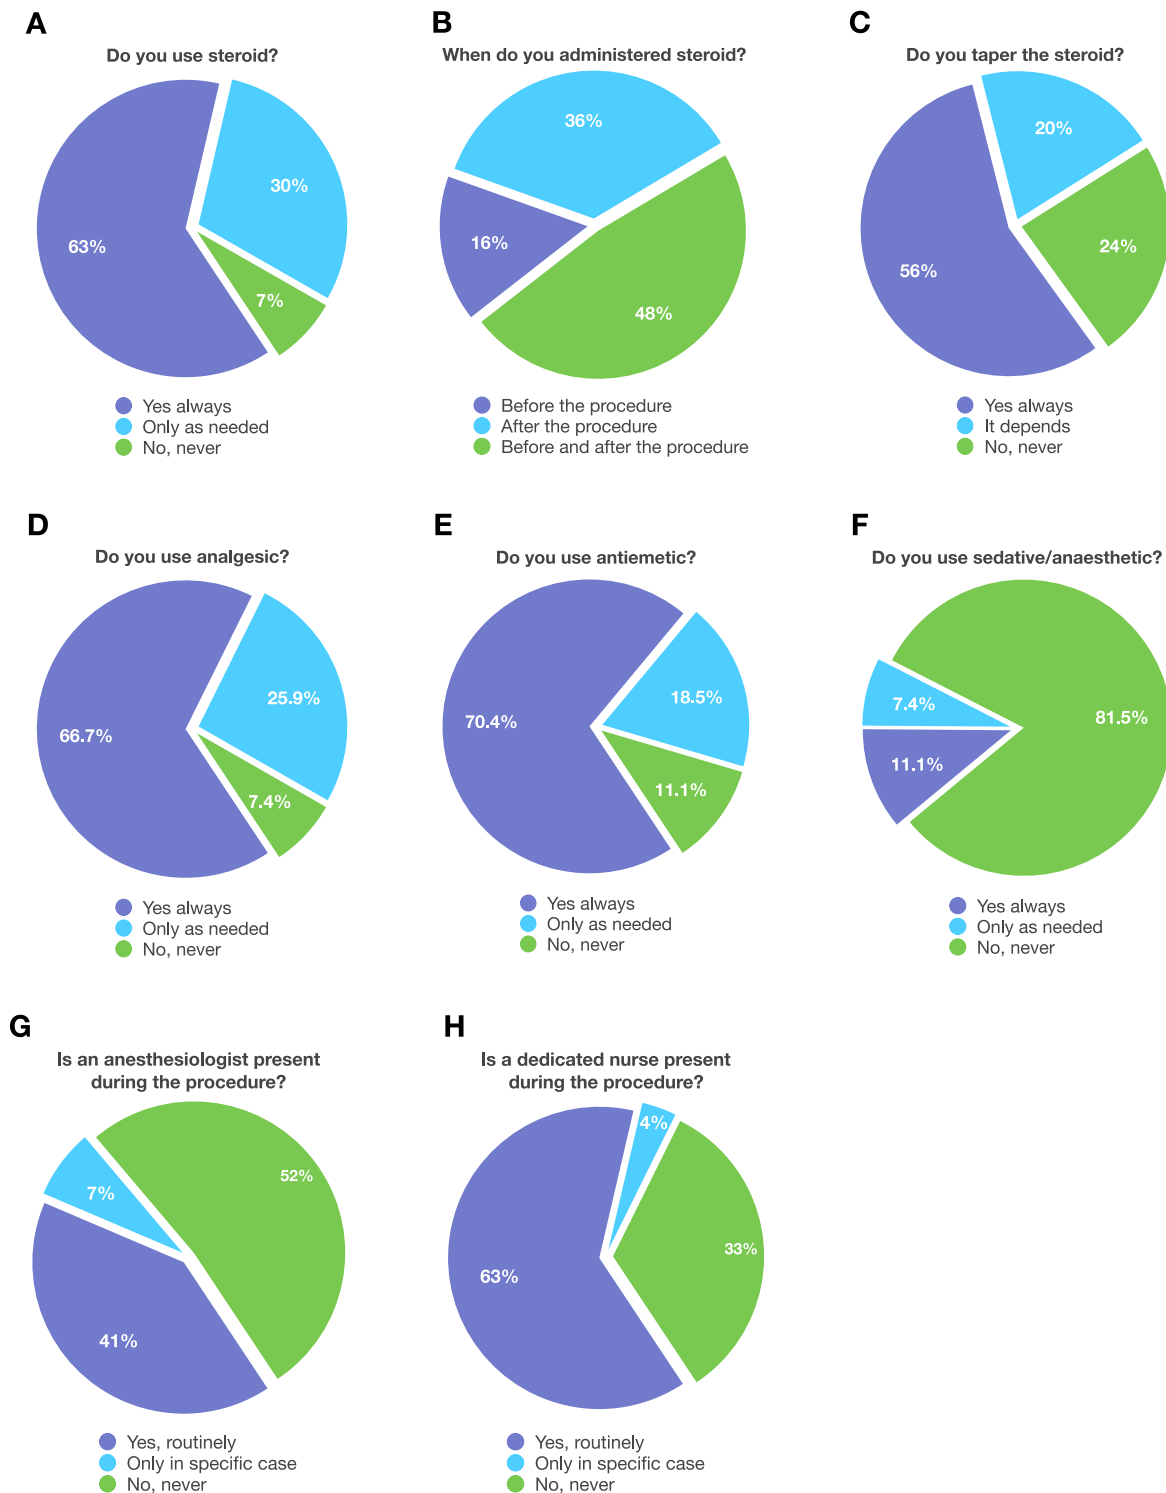 A
Do you use steroid?
63%
30%
7%
Yes always
Only as needed
No, never
B
When do you administered steroid?
36%
16%
48%
Before the procedure
After the procedure
Before and after the procedure
C
Do you taper the steroid?
20%
24%
56%
Yes always
It depends
No, never
D
Do you use analgesic?
25.9%
66.7%
7.4%
Yes always
Only as needed
No, never
E
Do you use antiemetic?
18.5%
70.4%
11.1%
Yes always
Only as needed
No, never
F
Do you use sedative/anaesthetic?
7.4%
81.5%
11.1%
Yes always
Only as needed
No, never
G
Is an anesthesiologist present
during the procedure?
52%
7%
41%
Yes, routinely
Only in specific case
No, never
H
Is a dedicated nurse present
during the procedure?
4%
33%
63%
Yes, routinely
Only in specific case
No, never